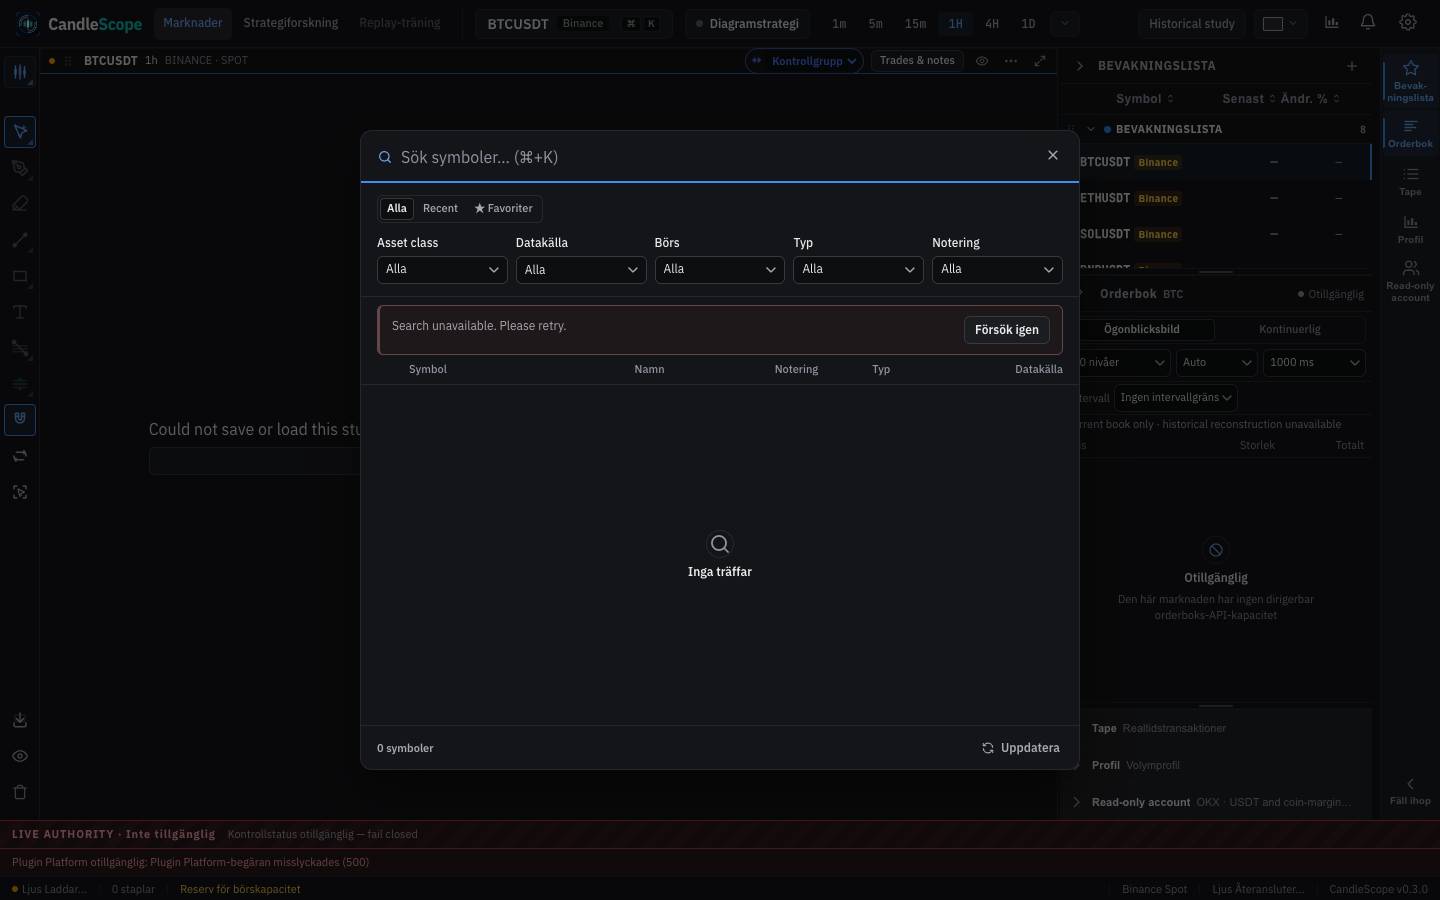 CandleScope Marknader Strategiforskning Replay-träning BTCUSDT Binance ⌘ K Diagramstrategi 1m 5m 15m 1H 4H 1D Historical study
BTCUSDT 1h BINANCE · SPOT Kontrollgrupp Trades & notes
BEVAKNINGSLISTA
Symbol Senast Ändr. %
BEVAKNINGSLISTA 8
BTCUSDT Binance — —
ETHUSDT Binance — —
SOLUSDT Binance — —
Bevak-
ningslista
Orderbok
Tape
Profil
Read-only
account
Fäll ihop
Sök symboler... (⌘+K)
Alla Recent ★ Favoriter
Asset class Datakälla Börs Typ Notering
Alla Alla Alla Alla Alla
Search unavailable. Please retry. Försök igen
Symbol Namn Notering Typ Datakälla
Inga träffar
0 symboler Uppdatera
Could not save or load this stu
Orderbok BTC Otillgänglig
Ögonblicksbild Kontinuerlig
0 nivåer Auto 1000 ms
tervall Ingen intervallgräns
rrent book only · historical reconstruction unavailable
is Storlek Totalt
Otillgänglig
Den här marknaden har ingen dirigerbar
orderboks-API-kapacitet
Tape Realtidstransaktioner
Profil Volymprofil
Read-only account OKX · USDT and coin-margin...
LIVE AUTHORITY · Inte tillgänglig Kontrollstatus otillgänglig — fail closed
Plugin Platform otillgänglig: Plugin Platform-begäran misslyckades (500)
Ljus Laddar... 0 staplar Reserv för börskapacitet Binance Spot Ljus Återansluter... CandleScope v0.3.0